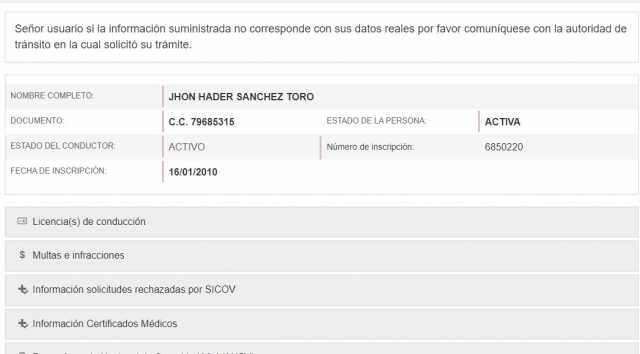 Señor usuario si la información suministrada no corresponde con sus datos reales por favor comuníquese con la autoridad de
tránsito en la cual solicitó su trámite.
NOMBRE COMPLETO: JHON HADER SANCHEZ TORO
DOCUMENTO: C.C. 79685315 ESTADO DE LA PERSONA: ACTIVA
ESTADO DEL CONDUCTOR: ACTIVO Número de inscripción: 6850220
FECHA DE INSCRIPCIÓN: 16/01/2010
Licencia(s) de conducción
$ Multas e infracciones
Información solicitudes rechazadas por SICOV
Información Certificados Médicos